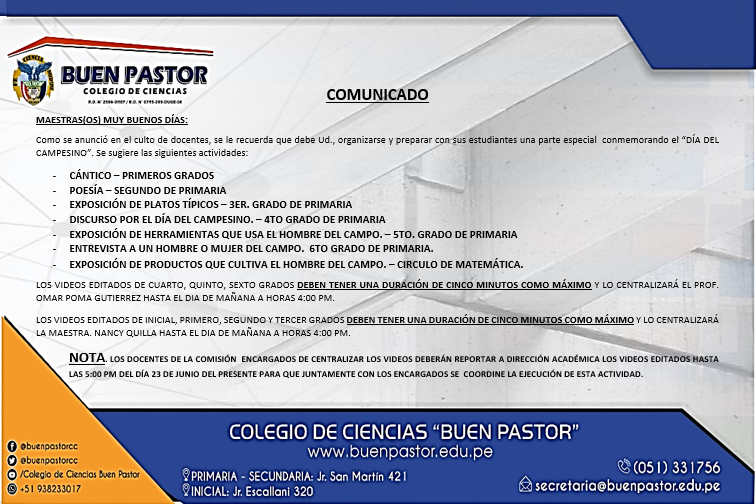 BUEN PASTOR
COLEGIO DE CIENCIAS
COMUNICADO
MAESTRAS(OS) MUY BUENOS DÍAS:
Como se anunció en el culto de docentes, se le recuerda que debe Ud., organizarse y preparar con sus estudiantes una parte especial conmemorando el “DÍA DEL
CAMPESINO”. Se sugiere las siguientes actividades:
- CÁNTICO – PRIMEROS GRADOS
- POESÍA – SEGUNDO DE PRIMARIA
- EXPOSICIÓN DE PLATOS TÍPICOS – 3ER. GRADO DE PRIMARIA
- DISCURSO POR EL DÍA DEL CAMPESINO. – 4TO GRADO DE PRIMARIA
- EXPOSICIÓN DE HERRAMIENTAS QUE USA EL HOMBRE DEL CAMPO. – 5TO. GRADO DE PRIMARIA
- ENTREVISTA A UN HOMBRE O MUJER DEL CAMPO. 6TO GRADO DE PRIMARIA.
- EXPOSICIÓN DE PRODUCTOS QUE CULTIVA EL HOMBRE DEL CAMPO. – CIRCULO DE MATEMÁTICA.
LOS VIDEOS EDITADOS DE CUARTO, QUINTO, SEXTO GRADOS DEBEN TENER UNA DURACIÓN DE CINCO MINUTOS COMO MÁXIMO Y LO CENTRALIZARÁ EL PROF.
OMAR POMA GUTIERREZ HASTA EL DIA DE MAÑANA A HORAS 4:00 PM.
LOS VIDEOS EDITADOS DE INICIAL, PRIMERO, SEGUNDO Y TERCER GRADOS DEBEN TENER UNA DURACIÓN DE CINCO MINUTOS COMO MÁXIMO Y LO CENTRALIZARÁ
LA MAESTRA. NANCY QUILLA HASTA EL DIA DE MAÑANA A HORAS 4:00 PM.
NOTA. LOS DOCENTES DE LA COMISIÓN ENCARGADOS DE CENTRALIZAR LOS VIDEOS DEBERÁN REPORTAR A DIRECCIÓN ACADÉMICA LOS VIDEOS EDITADOS HASTA
LAS 5:00 PM DEL DÍA 23 DE JUNIO DEL PRESENTE PARA QUE JUNTAMENTE CON LOS ENCARGADOS SE COORDINE LA EJECUCIÓN DE ESTA ACTIVIDAD.
@buenpastorcc
@buenpastorcc
/Colegio de Ciencias Buen Pastor
+51 938233017
COLEGIO DE CIENCIAS “BUEN PASTOR”
www.buenpastor.edu.pe
PRIMARIA - SECUNDARIA: Jr. San Martín 421
INICIAL: Jr. Escallani 320
(051) 331756
secretaria@buenpastor.edu.pe